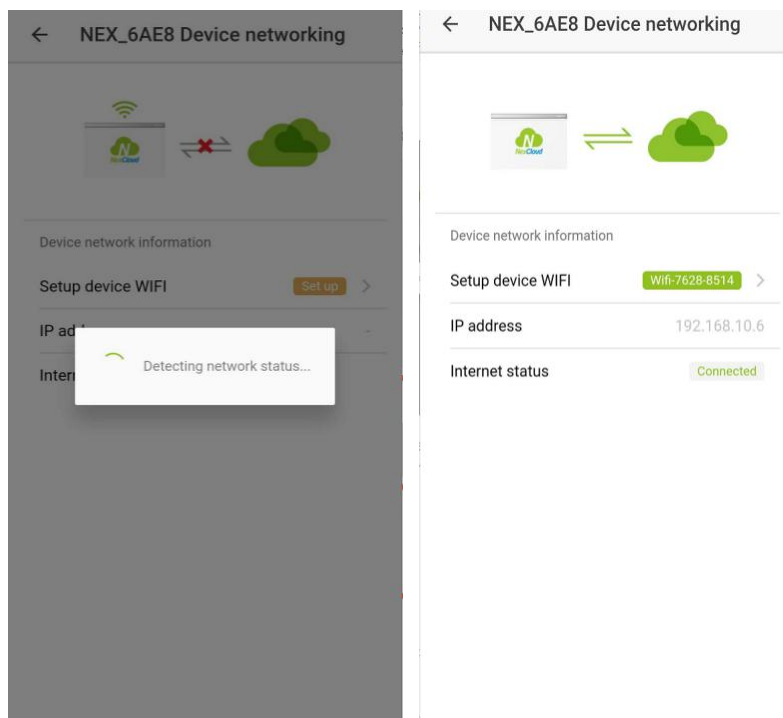 NEX_6AE8 Device networking
N
NexCloud
Device network information
Setup device WIFI Set up
IP ad
-
Detecting network status...
Inter
NEX_6AE8 Device networking
N
NexCloud
Device network information
Setup device WIFI Wifi-7628-8514
IP address 192.168.10.6
Internet status Connected